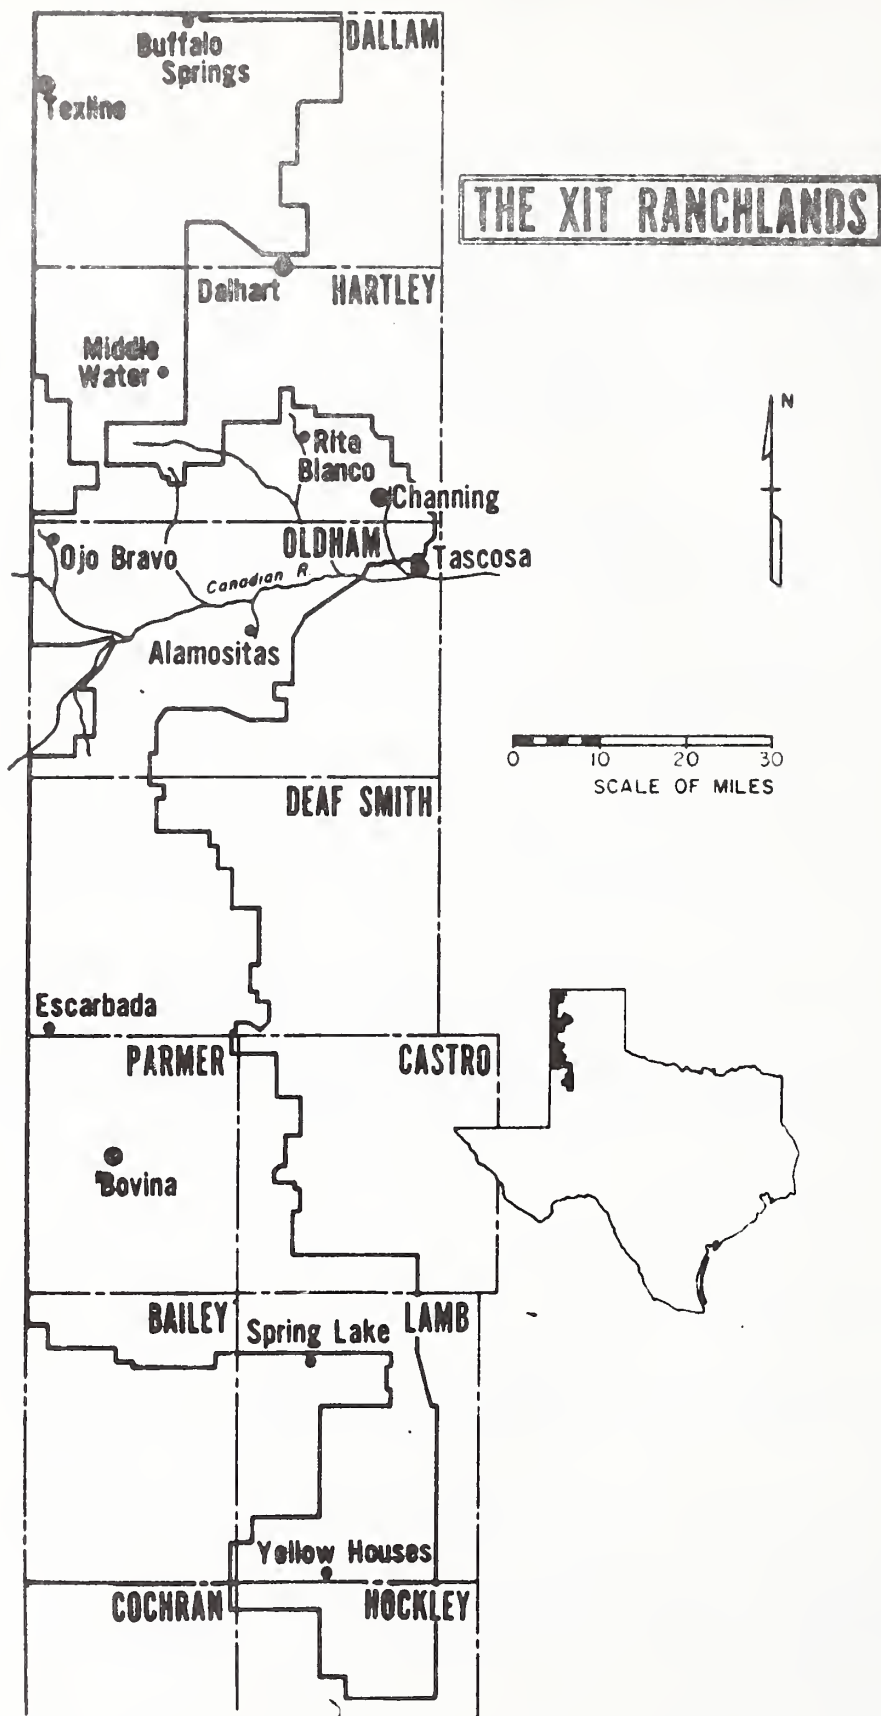 DALLAM
Buffalo
Springs
Texline
THE XIT RANCHLANDS
Dalhart
HARTLEY
Middle
Water
N
Rita
Blanco
Channing
OLDHAM
Ojo Bravo
Tascosa
Canadian R.
Alamositas
0 10 20 30
SCALE OF MILES
DEAF SMITH
Escarbada
PARMER
CASTRO
Bovina
BAILEY
LAMB
Spring Lake
Yellow Houses
COCHRAN
HOCKLEY